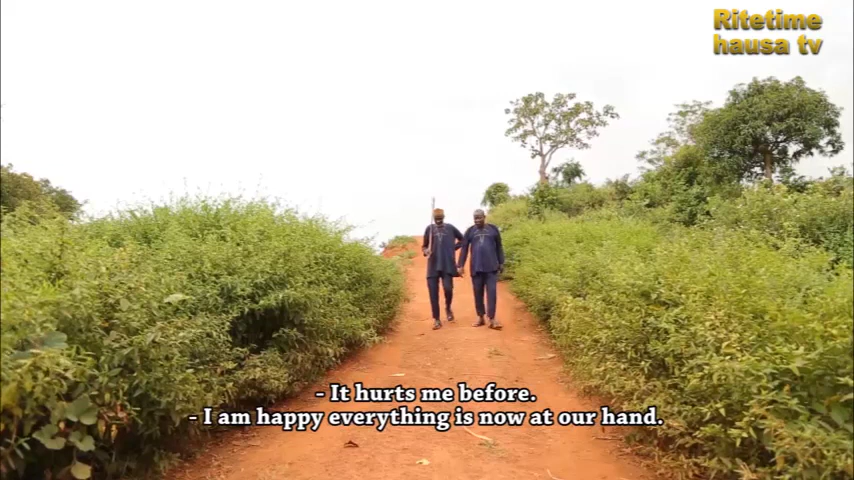 Ritetime
hausa tv
- It hurts me before.
- I am happy everything is now at our hand.